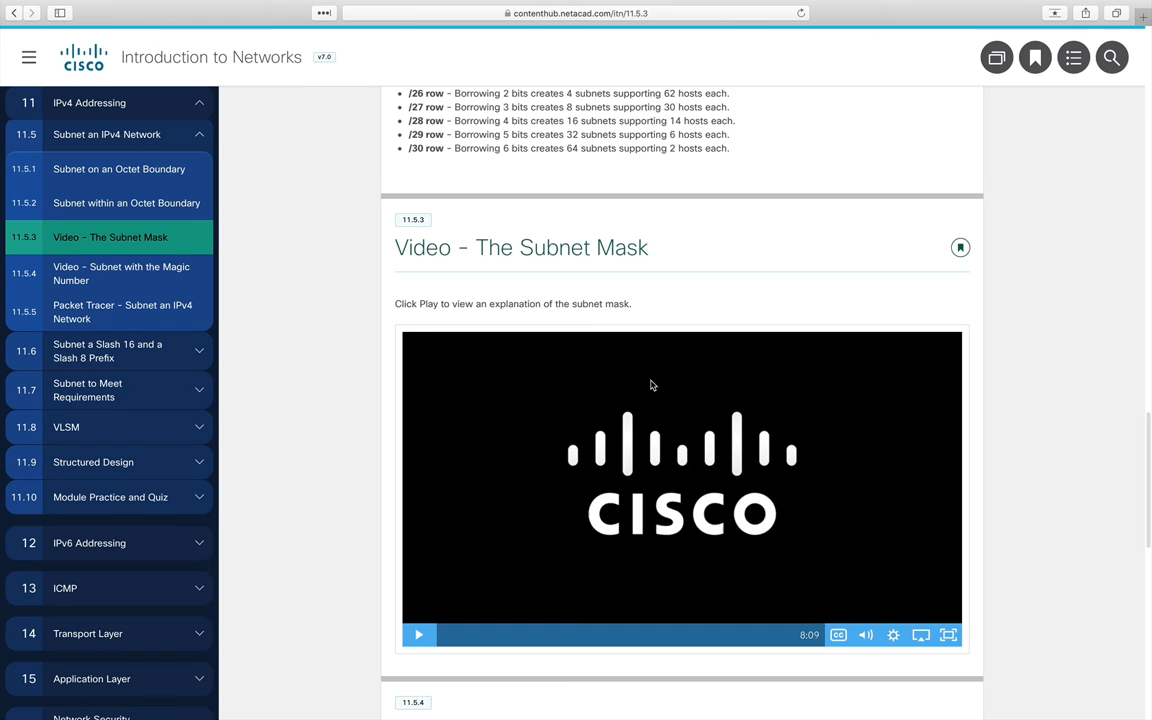 •••
contenthub.netacad.com/itn/11.5.3
CISCO
Introduction to Networks
v7.0
11 IPv4 Addressing
11.5 Subnet an IPv4 Network
11.5.1 Subnet on an Octet Boundary
11.5.2 Subnet within an Octet Boundary
11.5.3 Video - The Subnet Mask
11.5.4 Video - Subnet with the Magic
Number
11.5.5 Packet Tracer - Subnet an IPv4
Network
11.6 Subnet a Slash 16 and a
Slash 8 Prefix
11.7 Subnet to Meet
Requirements
11.8 VLSM
11.9 Structured Design
11.10 Module Practice and Quiz
12 IPv6 Addressing
13 ICMP
14 Transport Layer
15 Application Layer
Network Security
• /26 row - Borrowing 2 bits creates 4 subnets supporting 62 hosts each.
• /27 row - Borrowing 3 bits creates 8 subnets supporting 30 hosts each.
• /28 row - Borrowing 4 bits creates 16 subnets supporting 14 hosts each.
• /29 row - Borrowing 5 bits creates 32 subnets supporting 6 hosts each.
• /30 row - Borrowing 6 bits creates 64 subnets supporting 2 hosts each.
11.5.3
Video - The Subnet Mask
Click Play to view an explanation of the subnet mask.
CISCO
8:09
CC
11.5.4